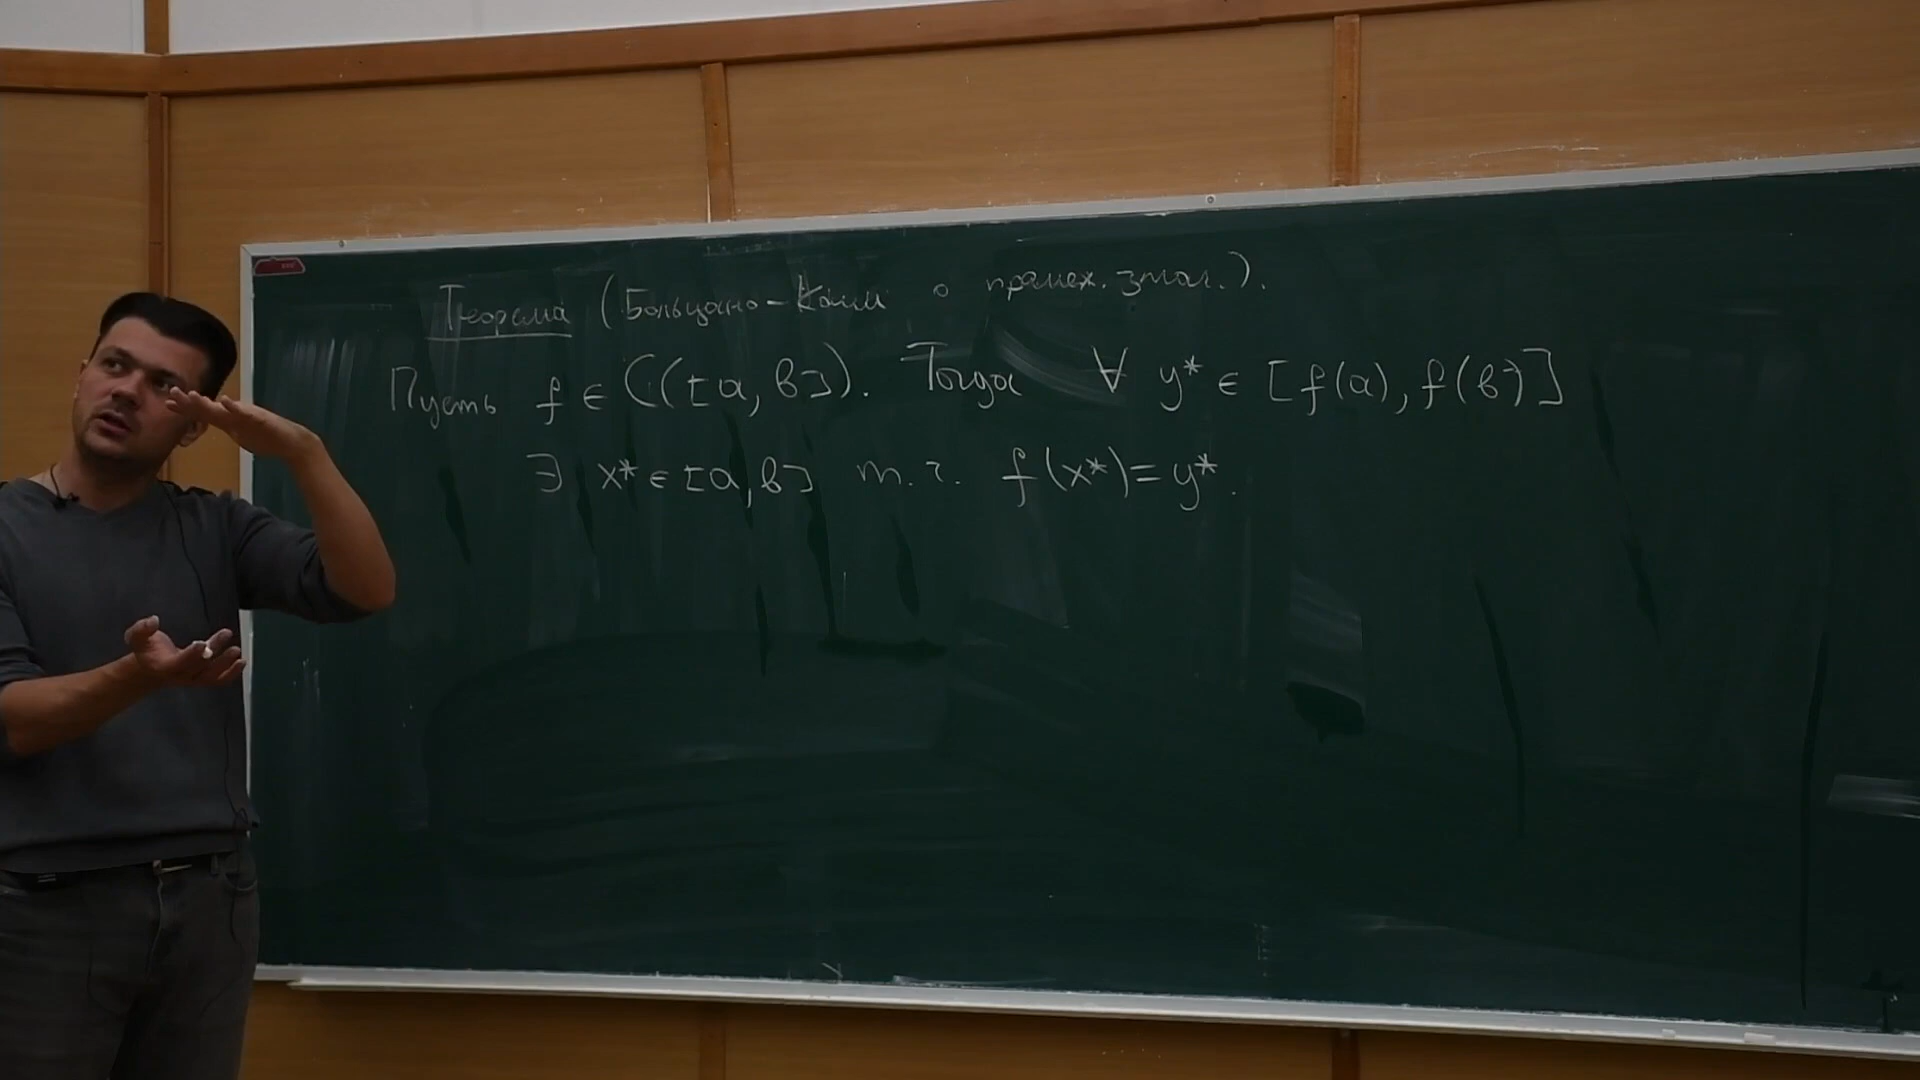 Теорема (Больцано-Коши о промеж. знач.).
Пусть f ∈ C([a, b]). Тогда ∀ y* ∈ [f(a), f(b)]
∃ x* ∈ [a, b] т.ч. f(x*) = y*.